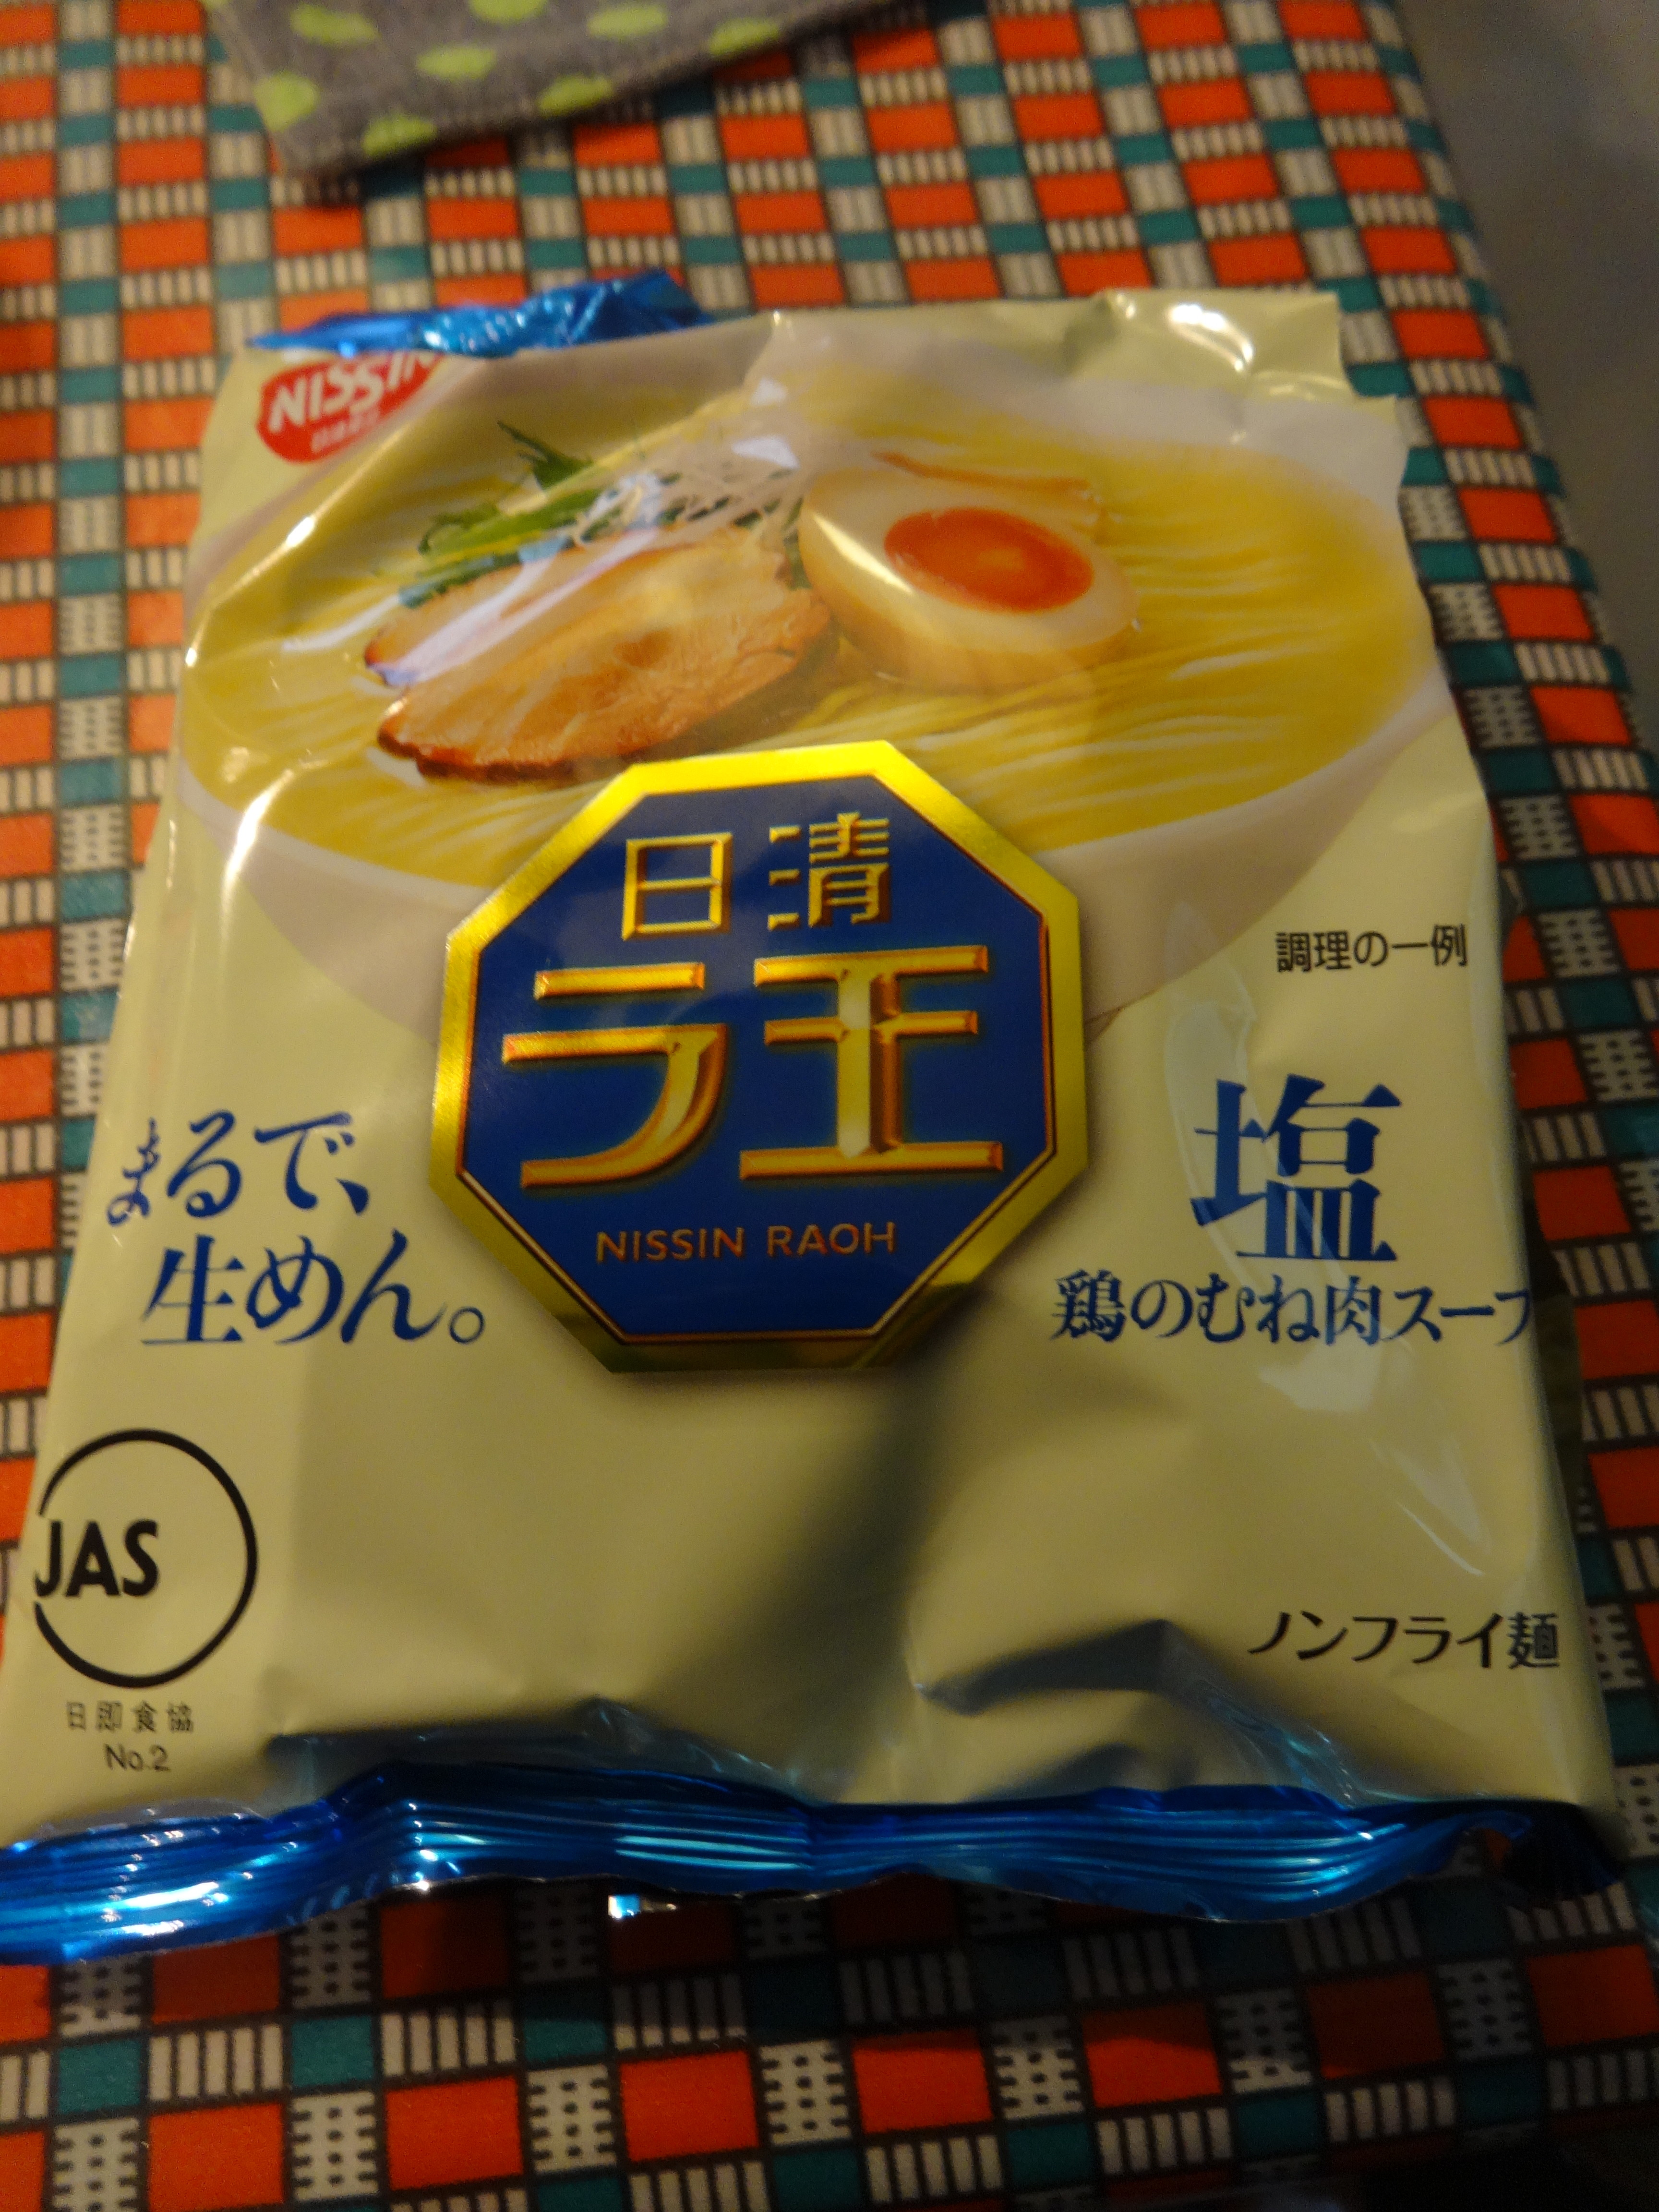 NISSIN
日清
ラ王
NISSIN RAOH
調理の一例
まるで、
生めん。
塩
鶏のむね肉スープ
JAS
日即食協
No.2
ノンフライ麺